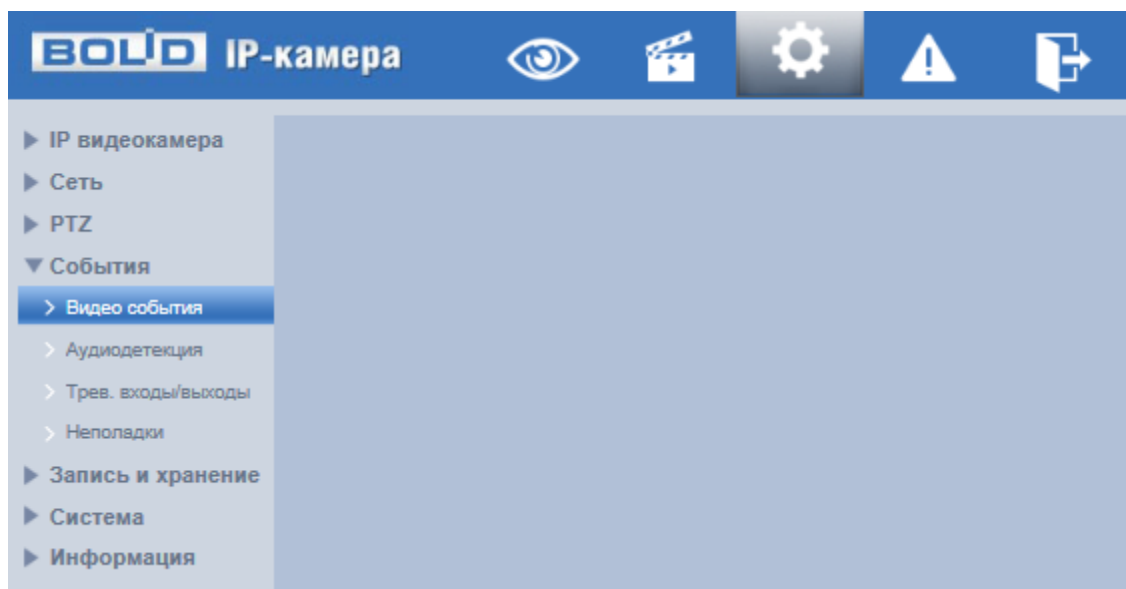 BOLID IP-камера
IP видеокамера
Сеть
PTZ
События
Видео события
Аудиодетекция
Трев. входы/выходы
Неполадки
Запись и хранение
Система
Информация